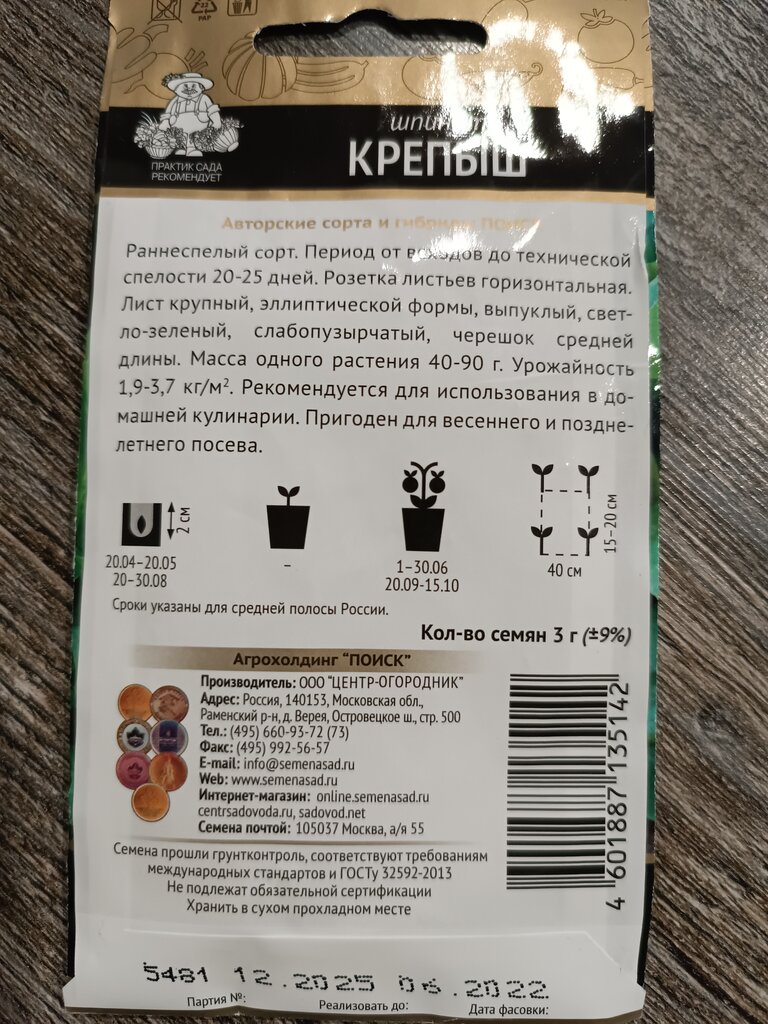 22
PAP
шпинат
КРЕПЫШ
ПРАКТИК САДА
РЕКОМЕНДУЕТ
Авторские сорта и гибриды ПОИСК
Раннеспелый сорт. Период от всходов до технической
спелости 20-25 дней. Розетка листьев горизонтальная.
Лист крупный, эллиптической формы, выпуклый, свет-
ло-зеленый, слабопузырчатый, черешок средней
длины. Масса одного растения 40-90 г. Урожайность
1,9-3,7 кг/м². Рекомендуется для использования в до-
машней кулинарии. Пригоден для весеннего и поздне-
летнего посева.
2 см
15-20 см
20.04-20.05
20-30.08
–
1-30.06
20.09-15.10
40 см
Сроки указаны для средней полосы России.
Кол-во семян 3 г (±9%)
Агрохолдинг "ПОИСК"
Производитель: ООО "ЦЕНТР-ОГОРОДНИК"
Адрес: Россия, 140153, Московская обл.,
Раменский р-н, д. Верея, Островецкое ш., стр. 500
Тел.: (495) 660-93-72 (73)
Факс: (495) 992-56-57
E-mail: info@semenasad.ru
Web: www.semenasad.ru
Интернет-магазин: online.semenasad.ru
centrsadovoda.ru, sadovod.net
Семена почтой: 105037 Москва, а/я 55
4 601887 135142
Семена прошли грунтконтроль, соответствуют требованиям
международных стандартов и ГОСТу 32592-2013
Не подлежат обязательной сертификации
Хранить в сухом прохладном месте
5481 12.2025 06.2022
Партия №: Реализовать до: Дата фасовки: